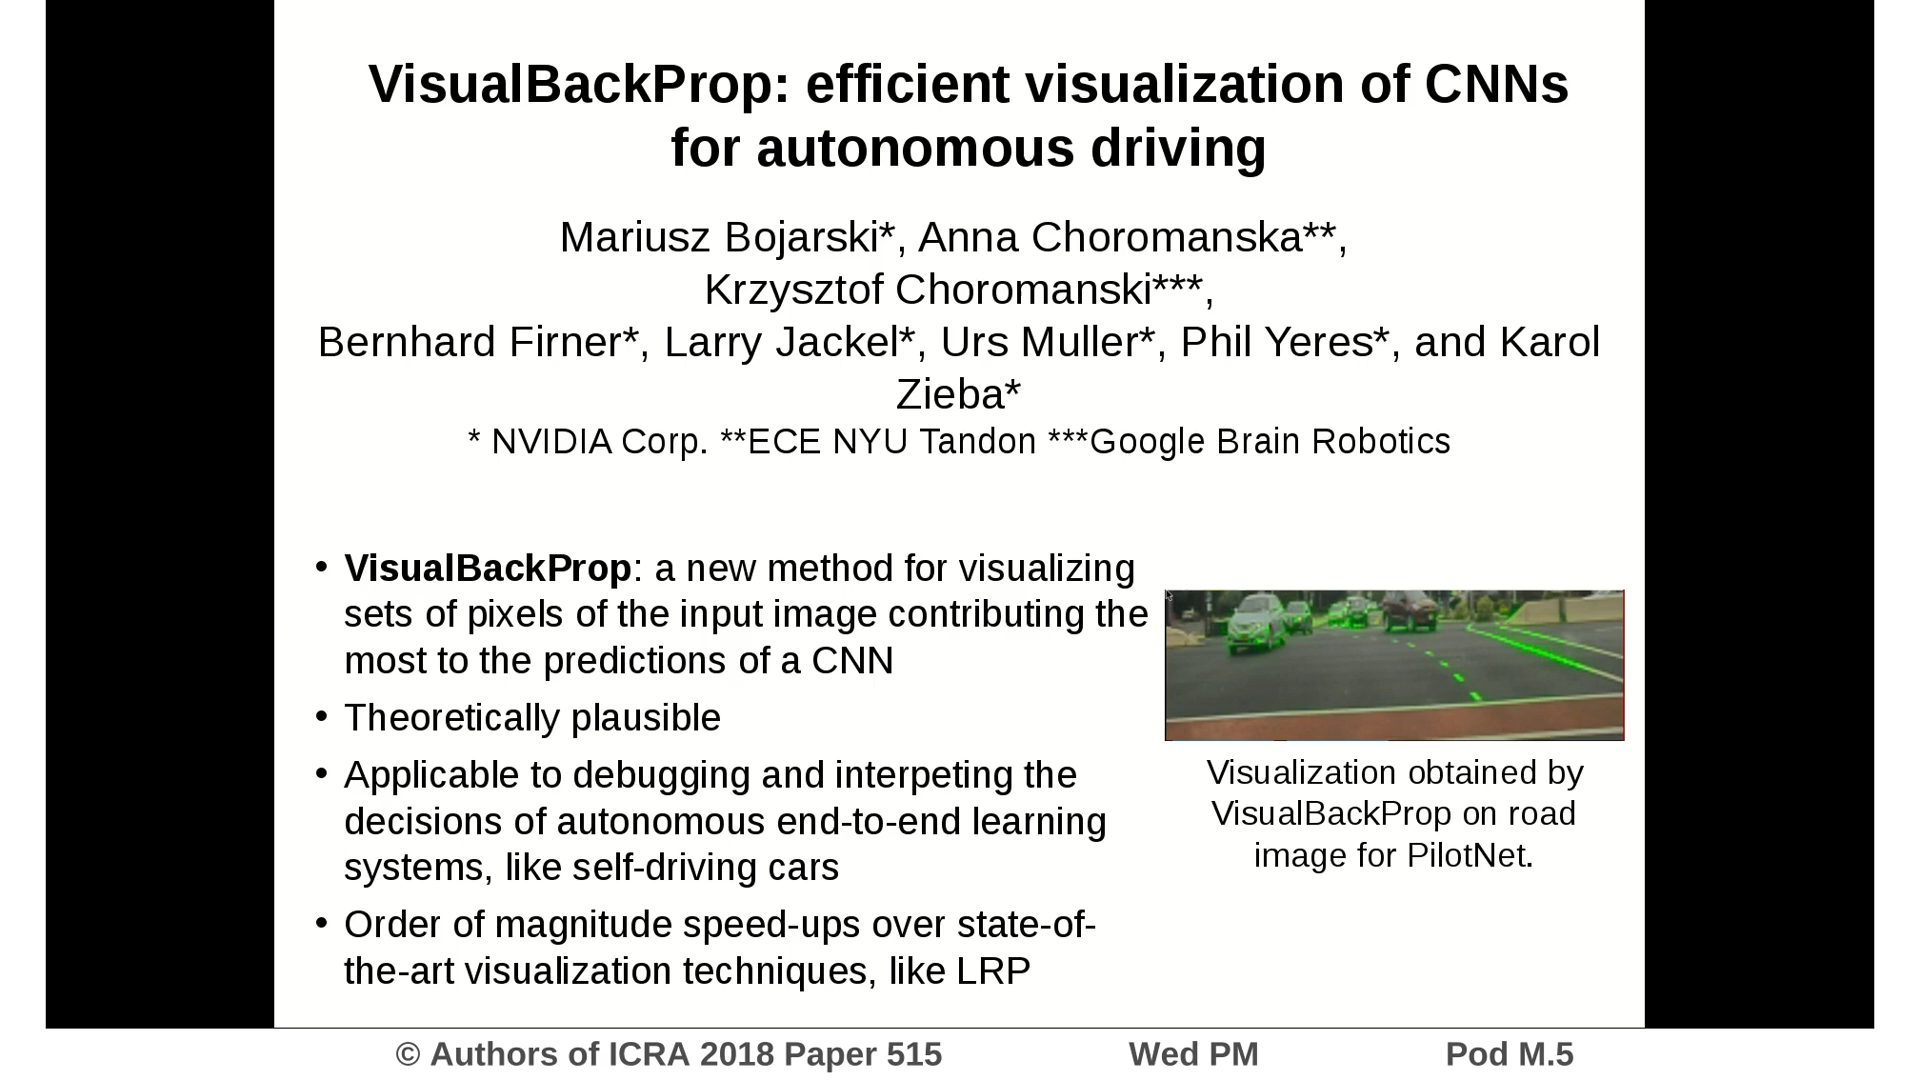 VisualBackProp: efficient visualization of CNNs
for autonomous driving
Mariusz Bojarski*, Anna Choromanska**,
Krzysztof Choromanski***,
Bernhard Firner*, Larry Jackel*, Urs Muller*, Phil Yeres*, and Karol
Zieba*
* NVIDIA Corp. **ECE NYU Tandon ***Google Brain Robotics
• VisualBackProp: a new method for visualizing
sets of pixels of the input image contributing the
most to the predictions of a CNN
• Theoretically plausible
• Applicable to debugging and interpeting the
decisions of autonomous end-to-end learning
systems, like self-driving cars
• Order of magnitude speed-ups over state-of-
the-art visualization techniques, like LRP
Visualization obtained by
VisualBackProp on road
image for PilotNet.
© Authors of ICRA 2018 Paper 515 Wed PM Pod M.5